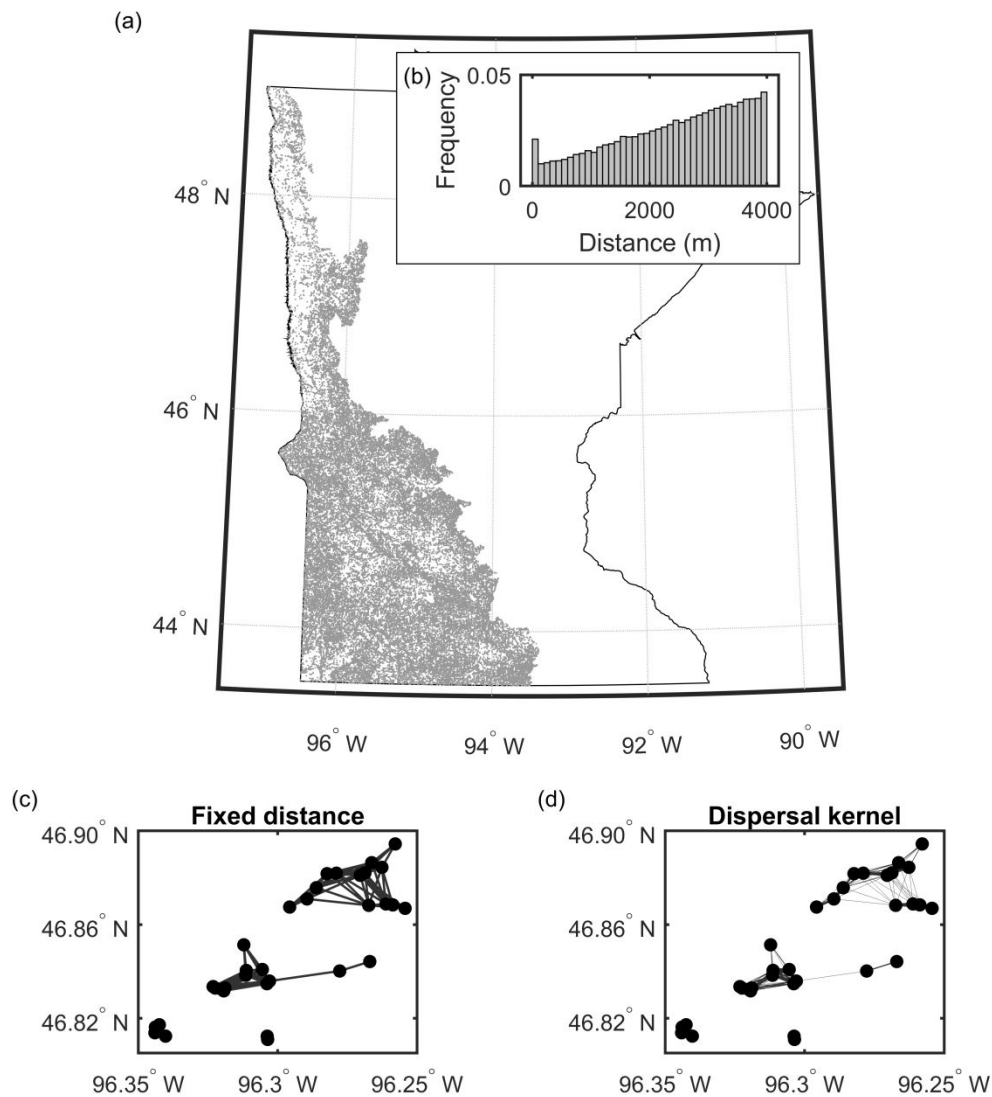 (a)
(b)
0.05
Frequency
0
0 2000 4000
Distance (m)
48° N
46° N
44° N
96° W 94° W 92° W 90° W
(c)
Fixed distance
46.90° N
46.86° N
46.82° N
96.35° W 96.3° W 96.25° W
(d)
Dispersal kernel
46.90° N
46.86° N
46.82° N
96.35° W 96.3° W 96.25° W